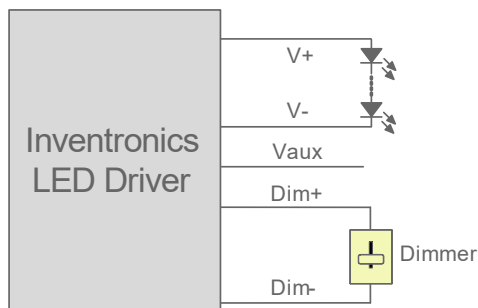 Inventronics
LED Driver
V+
V-
Vaux
Dim+
Dimmer
Dim-